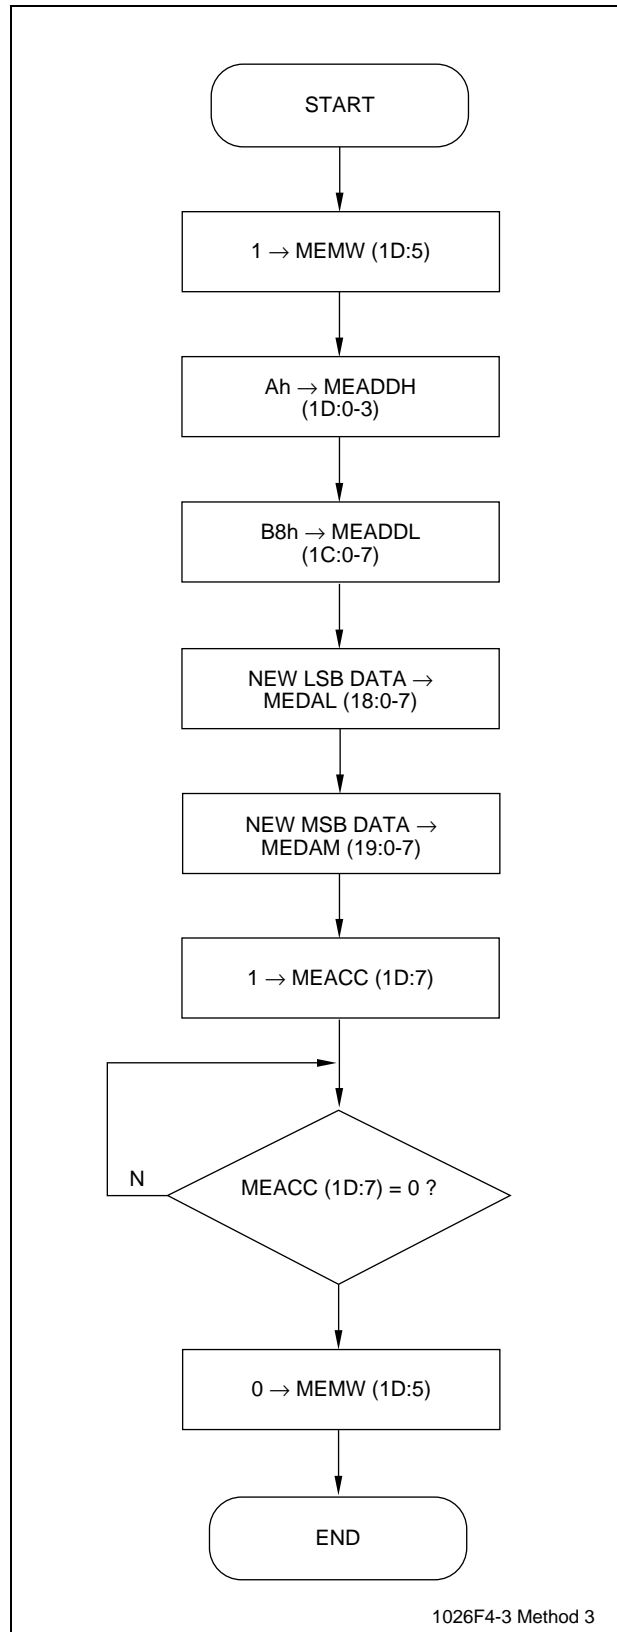 START
1 → MEMW (1D:5)
Ah → MEADDH
(1D:0-3)
B8h → MEADDL
(1C:0-7)
NEW LSB DATA →
MEDAL (18:0-7)
NEW MSB DATA →
MEDAM (19:0-7)
1 → MEACC (1D:7)
N
MEACC (1D:7) = 0 ?
0 → MEMW (1D:5)
END
1026F4-3 Method 3